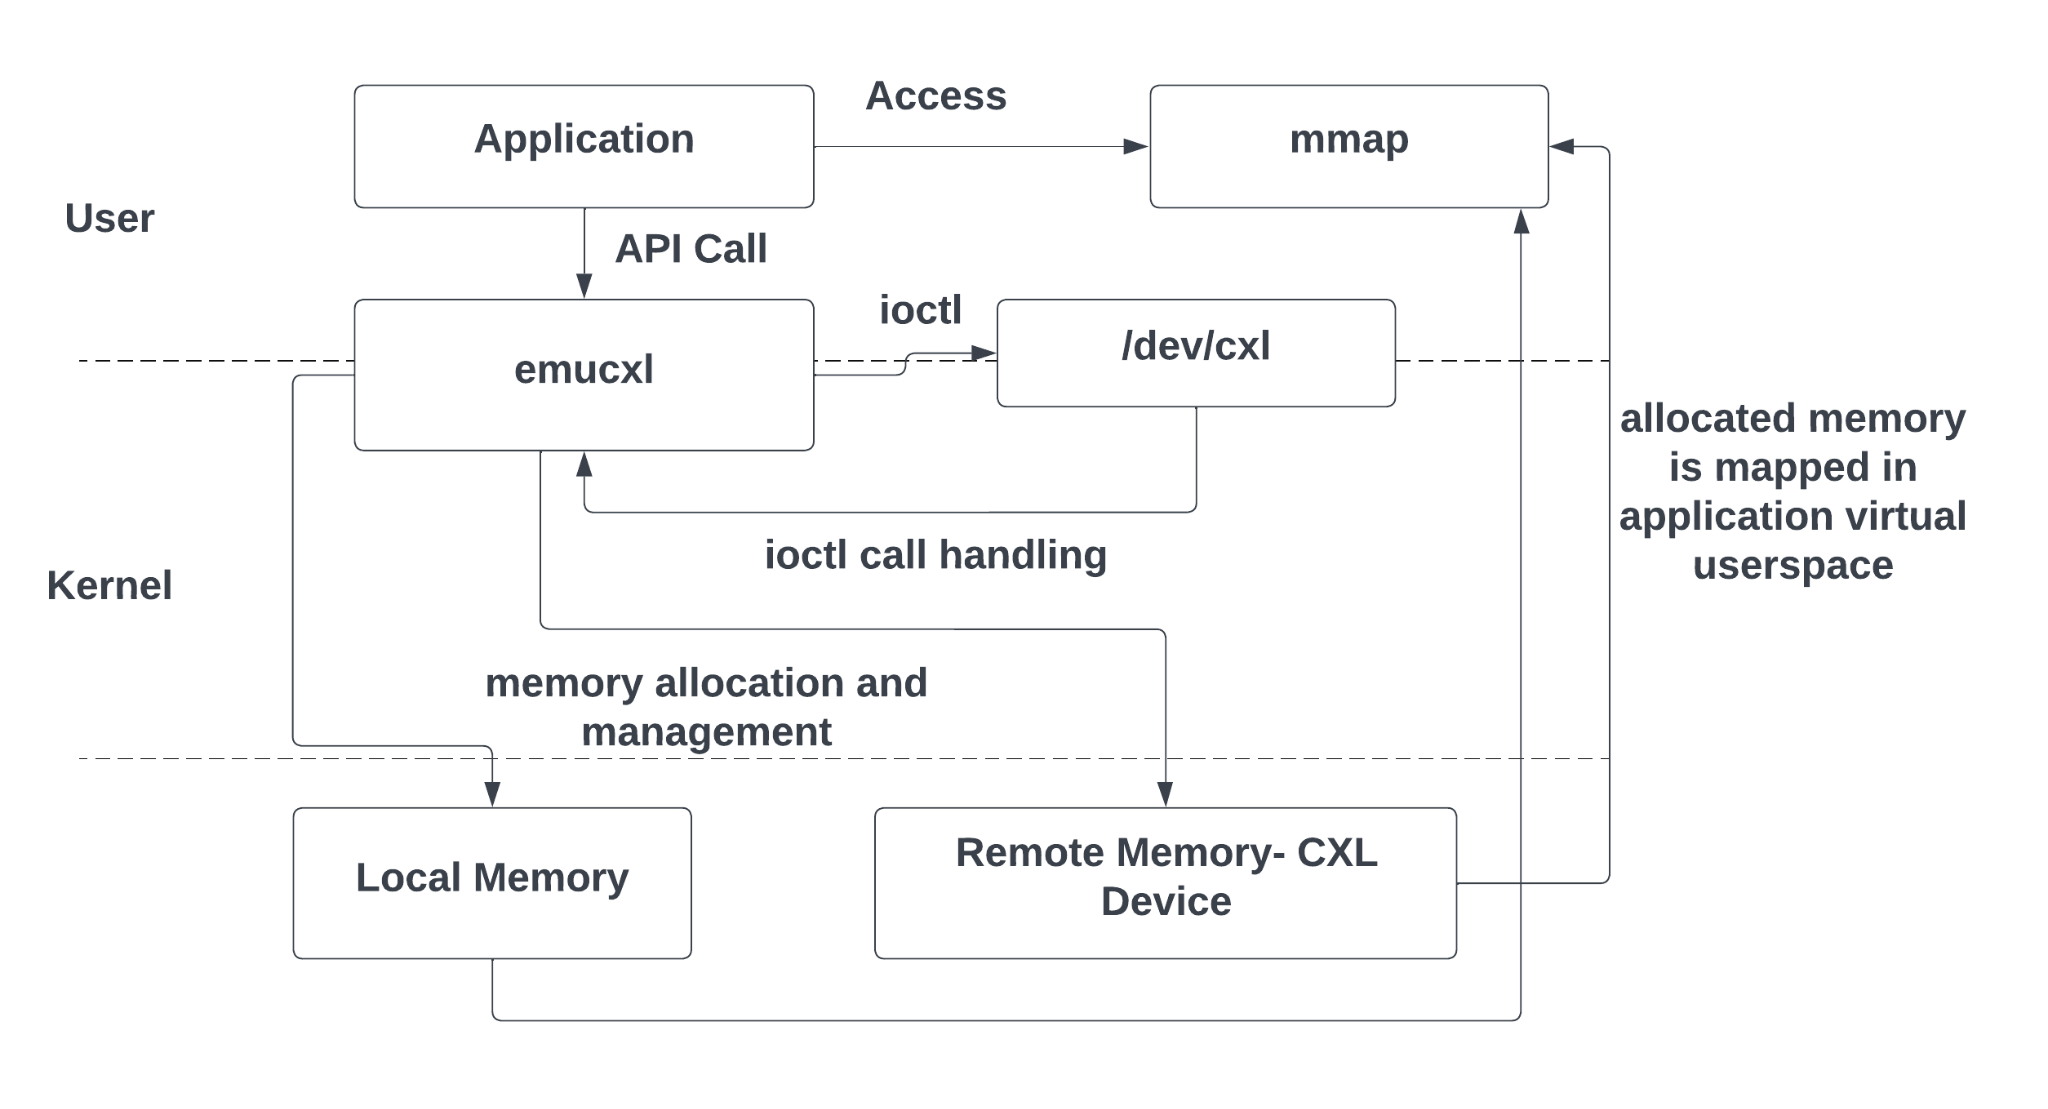 Access
Application
mmap
User
API Call
ioctl
/dev/cxl
emucxl
allocated memory
is mapped in
application virtual
userspace
ioctl call handling
Kernel
memory allocation and
management
Local Memory
Remote Memory- CXL
Device